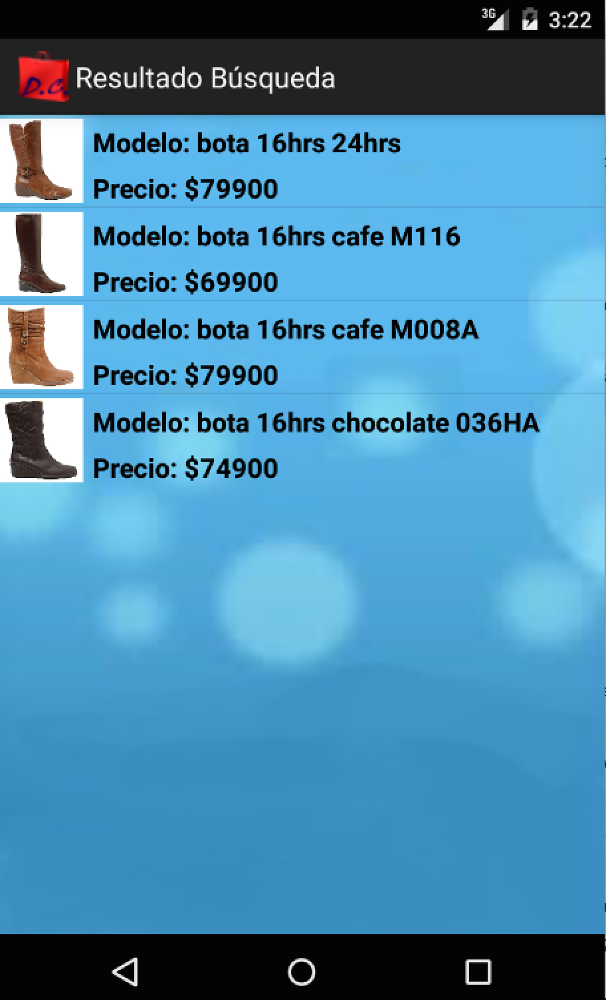 3G 3:22
D.C. Resultado Búsqueda
Modelo: bota 16hrs 24hrs
Precio: $79900
Modelo: bota 16hrs cafe M116
Precio: $69900
Modelo: bota 16hrs cafe M008A
Precio: $79900
Modelo: bota 16hrs chocolate 036HA
Precio: $74900